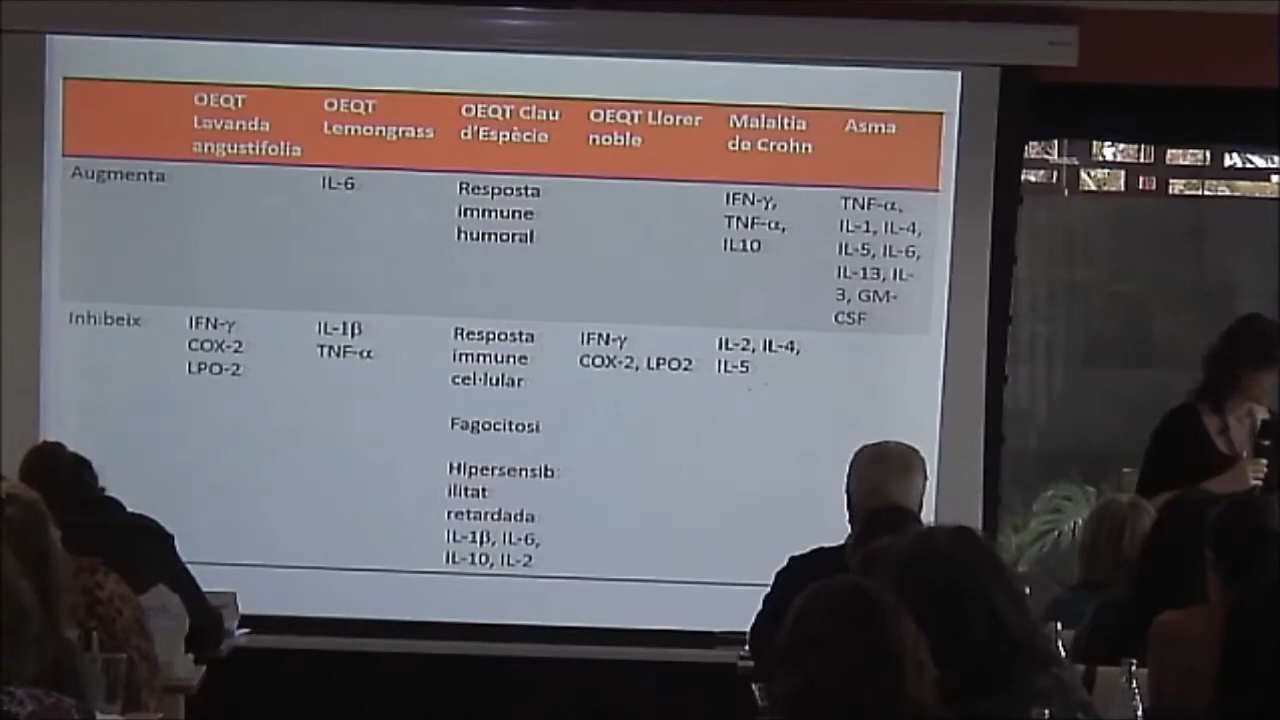 OEQT
Lavanda
angustifolia
OEQT
Lemongrass
OEQT Clau
d'Espècie
OEQT Llorer
noble
Malaltia
de Crohn
Asma
Augmenta
IL-6
Resposta
immune
humoral
IFN-γ,
TNF-α,
IL10
TNF-α,
IL-1, IL-4,
IL-5, IL-6,
IL-13, IL-
3, GM-
CSF
Inhibeix
IFN-γ
COX-2
LPO-2
IL-1β
TNF-α
Resposta
immune
cel·lular
Fagocitosi
Hipersensib
ilitat
retardada
IL-1β, IL-6,
IL-10, IL-2
IFN-γ
COX-2, LPO2
IL-2, IL-4,
IL-5